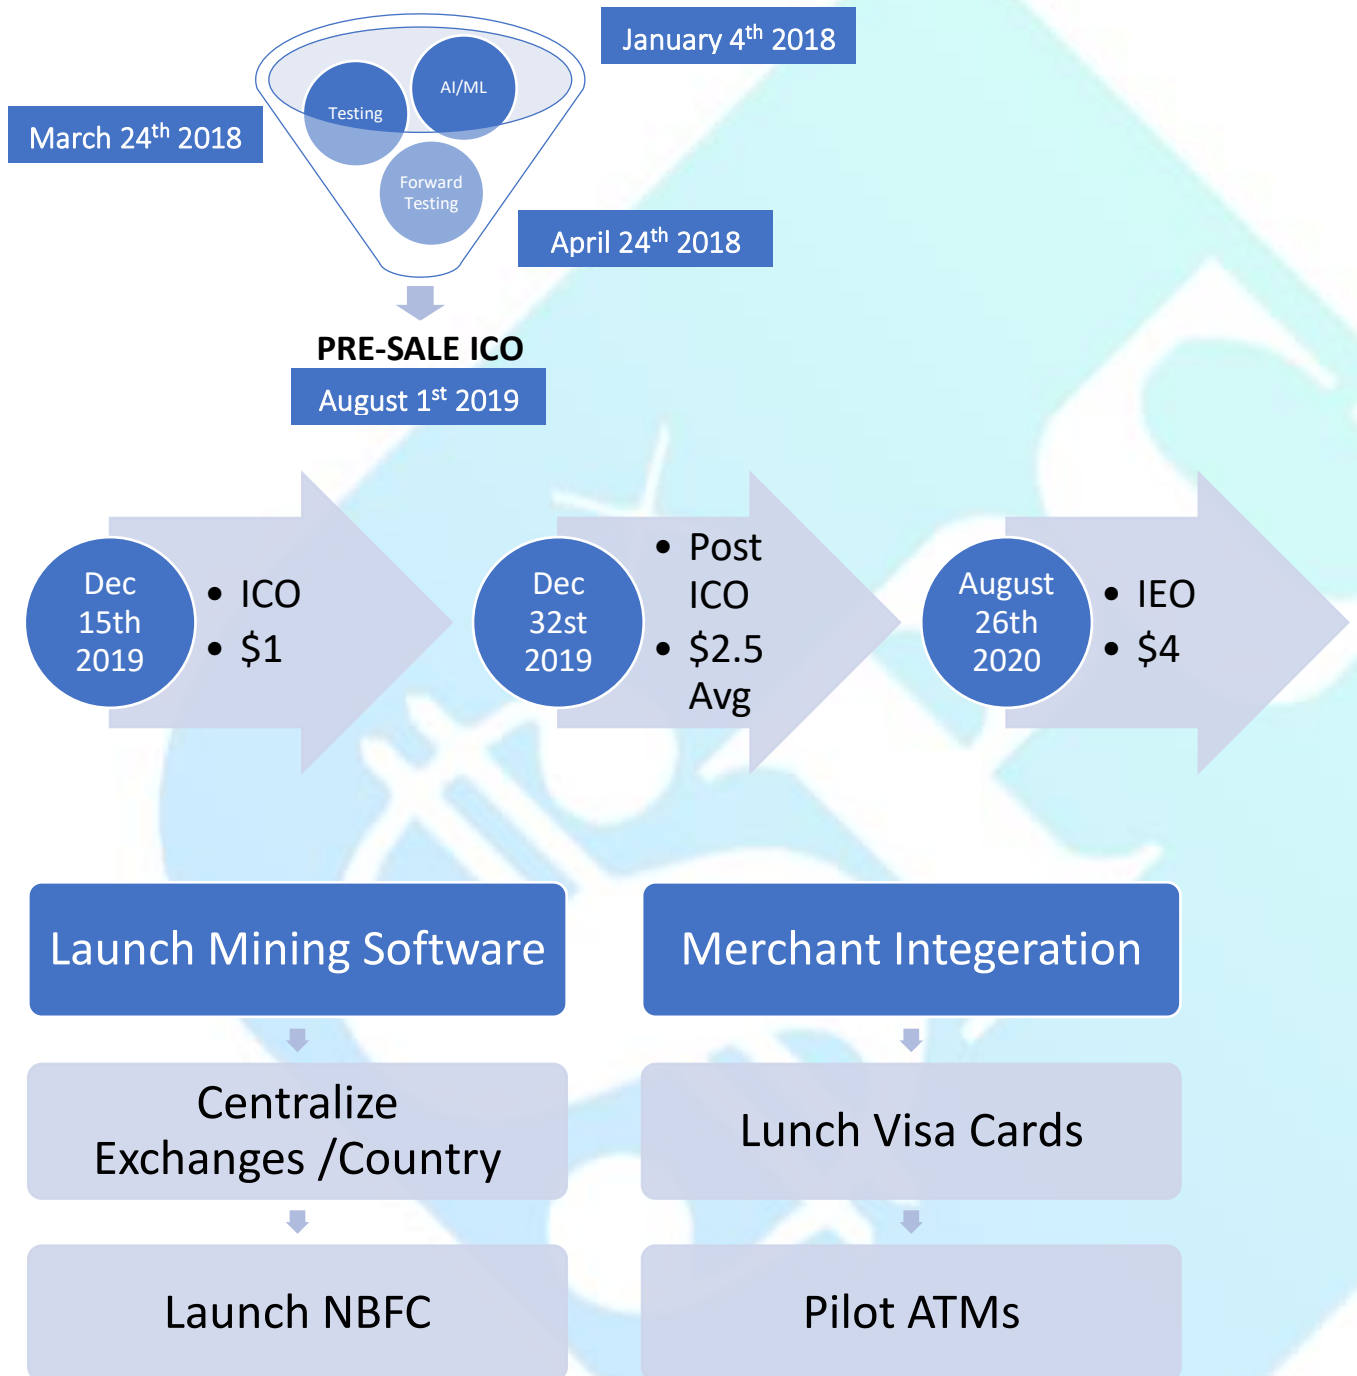 January 4th 2018
AI/ML
Testing
March 24th 2018
Forward
Testing
April 24th 2018
PRE-SALE ICO
August 1st 2019
Dec
15th
2019
• ICO
• $1
Dec
32st
2019
• Post
ICO
• $2.5
Avg
August
26th
2020
• IEO
• $4
Launch Mining Software
Centralize
Exchanges /Country
Launch NBFC
Merchant Integeration
Lunch Visa Cards
Pilot ATMs